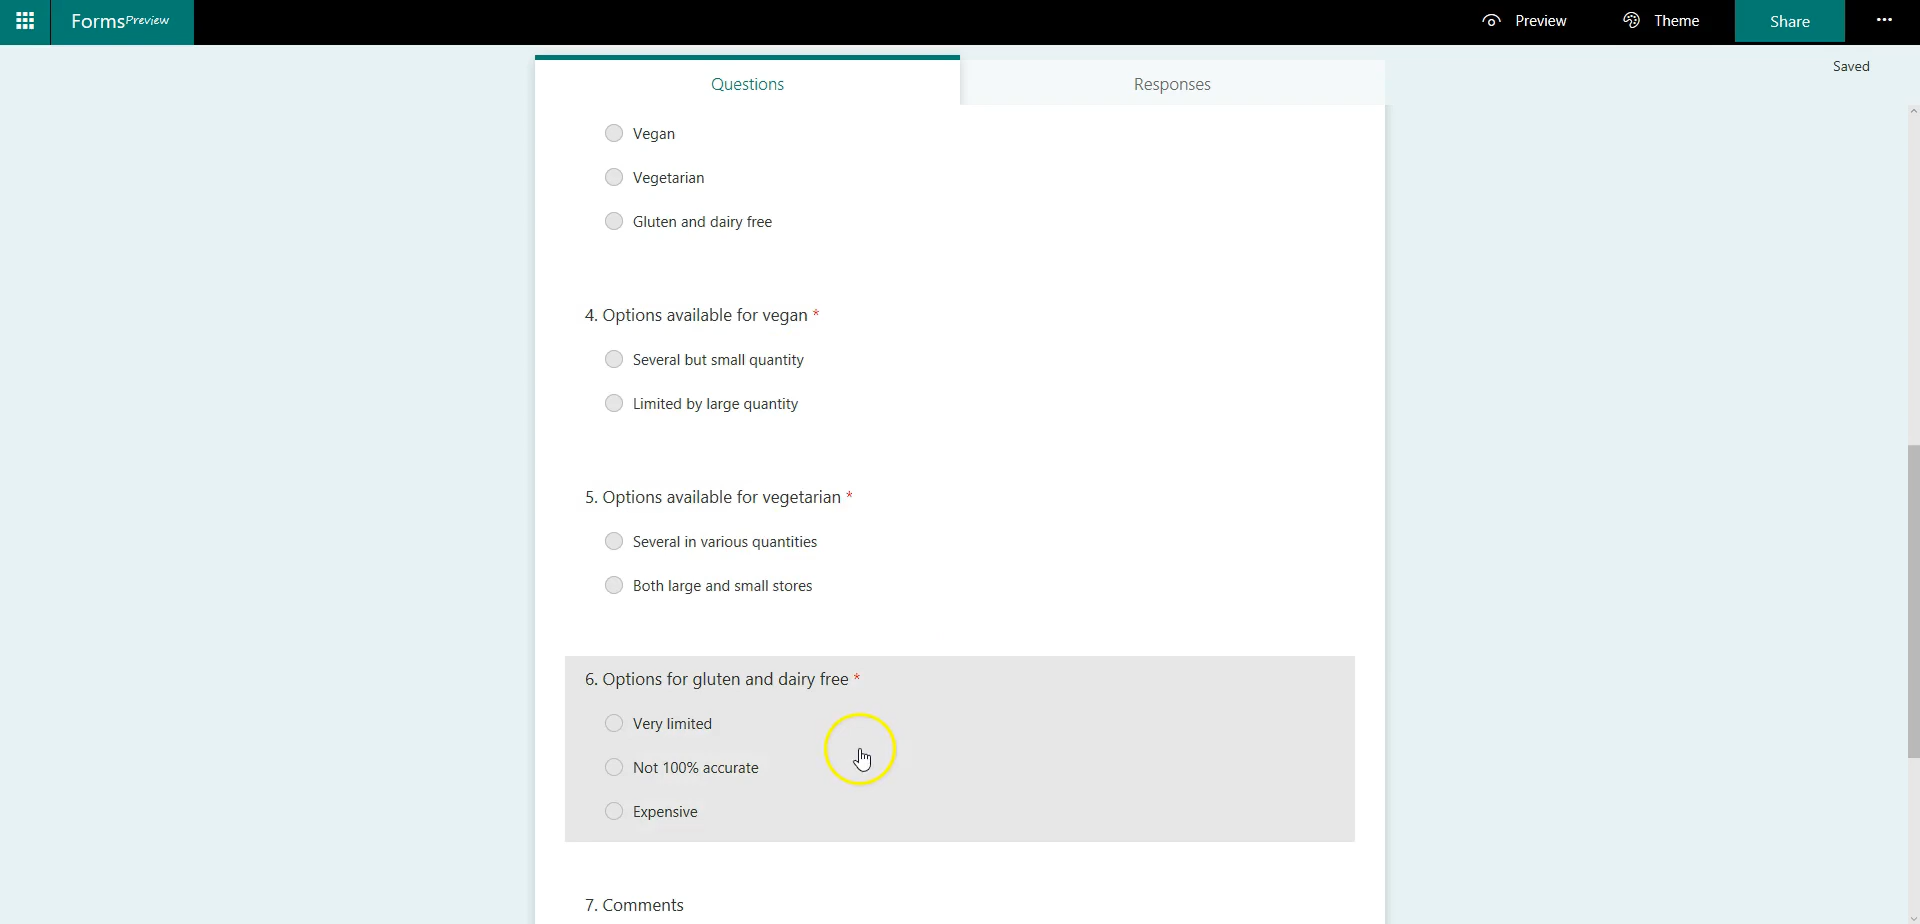 Forms Preview
Preview
Theme
Share
Saved
Questions
Responses
Vegan
Vegetarian
Gluten and dairy free
4. Options available for vegan *
Several but small quantity
Limited by large quantity
5. Options available for vegetarian *
Several in various quantities
Both large and small stores
6. Options for gluten and dairy free *
Very limited
Not 100% accurate
Expensive
7. Comments